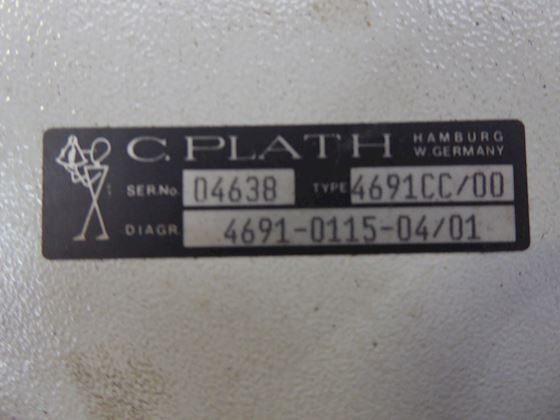 C. PLATH HAMBURG
W. GERMANY
SER.No. 04638 TYPE 4691CC/00
DIAGR. 4691-0115-04/01